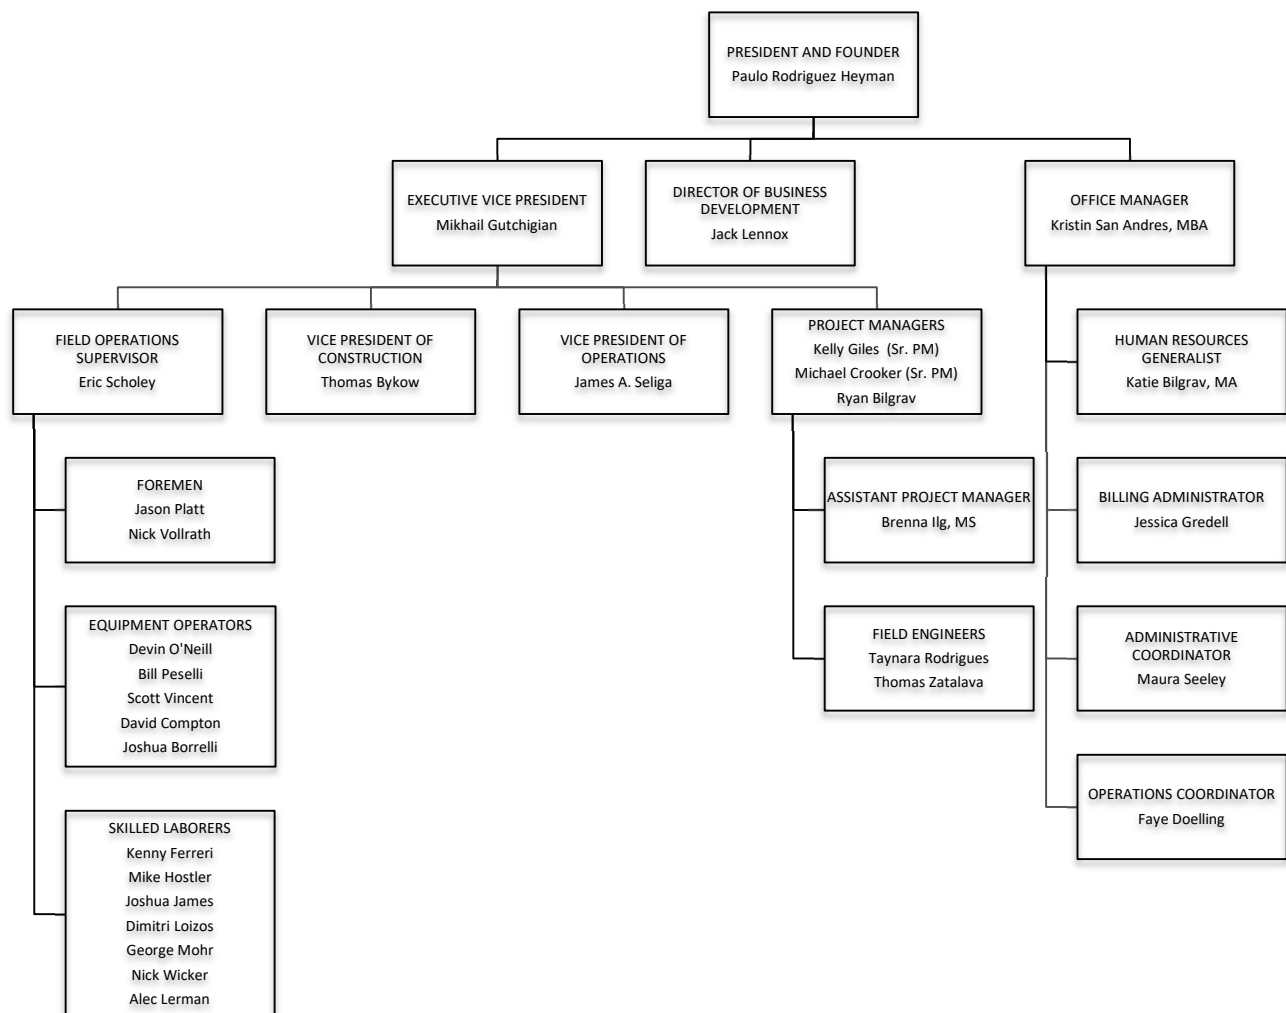 PRESIDENT AND FOUNDER
Paulo Rodriguez Heyman
EXECUTIVE VICE PRESIDENT
Mikhail Gutchigian
DIRECTOR OF BUSINESS
DEVELOPMENT
Jack Lennox
OFFICE MANAGER
Kristin San Andres, MBA
FIELD OPERATIONS
SUPERVISOR
Eric Scholey
VICE PRESIDENT OF
CONSTRUCTION
Thomas Bykow
VICE PRESIDENT OF
OPERATIONS
James A. Seliga
PROJECT MANAGERS
Kelly Giles (Sr. PM)
Michael Crooker (Sr. PM)
Ryan Bilgrav
HUMAN RESOURCES
GENERALIST
Katie Bilgrav, MA
FOREMEN
Jason Platt
Nick Vollrath
ASSISTANT PROJECT MANAGER
Brenna Ilg, MS
BILLING ADMINISTRATOR
Jessica Gredell
EQUIPMENT OPERATORS
Devin O'Neill
Bill Peselli
Scott Vincent
David Compton
Joshua Borrelli
FIELD ENGINEERS
Taynara Rodrigues
Thomas Zatalava
ADMINISTRATIVE
COORDINATOR
Maura Seeley
OPERATIONS COORDINATOR
Faye Doelling
SKILLED LABORERS
Kenny Ferreri
Mike Hostler
Joshua James
Dimitri Loizos
George Mohr
Nick Wicker
Alec Lerman